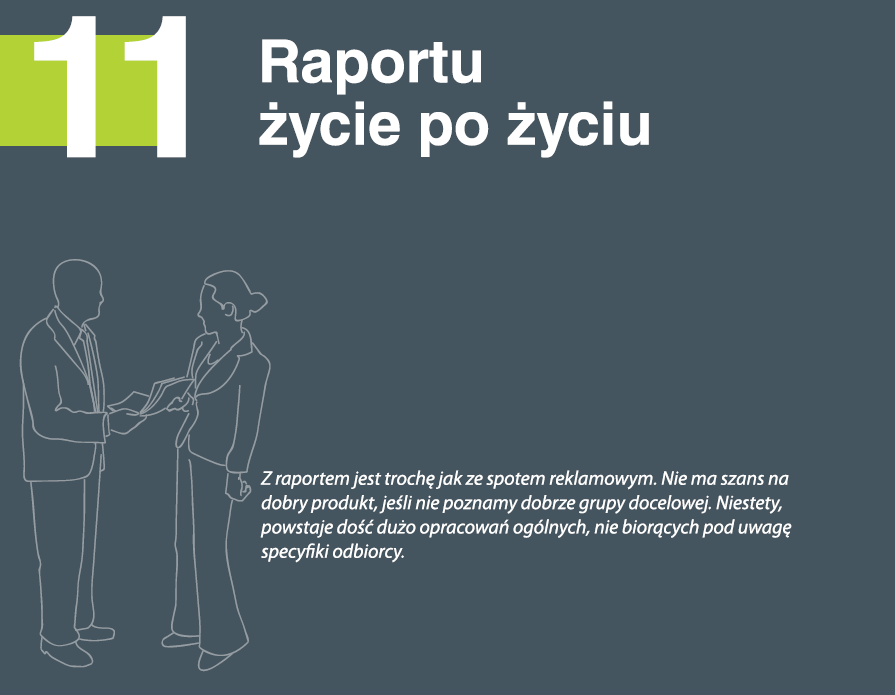 11
Raportu
życie po życiu
Z raportem jest trochę jak ze spotem reklamowym. Nie ma szans na
dobry produkt, jeśli nie poznamy dobrze grupy docelowej. Niestety,
powstaje dość dużo opracowań ogólnych, nie biorących pod uwagę
specyfiki odbiorcy.